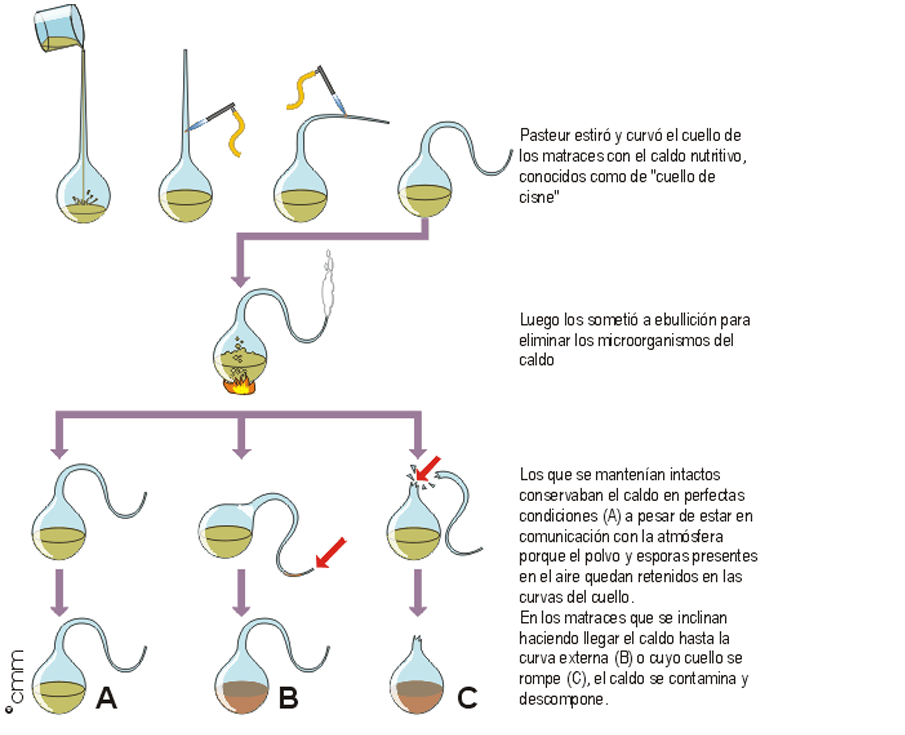 Pasteur estiró y curvó el cuello de
los matraces con el caldo nutritivo,
conocidos como de "cuello de
cisne"
Luego los sometió a ebullición para
eliminar los microorganismos del
caldo
Los que se mantenían intactos
conservaban el caldo en perfectas
condiciones (A) a pesar de estar en
comunicación con la atmósfera
porque el polvo y esporas presentes
en el aire quedan retenidos en las
curvas del cuello.
En los matraces que se inclinan
haciendo llegar el caldo hasta la
curva externa (B) o cuyo cuello se
rompe (C), el caldo se contamina y
descompone.
A
B
C
© cmm